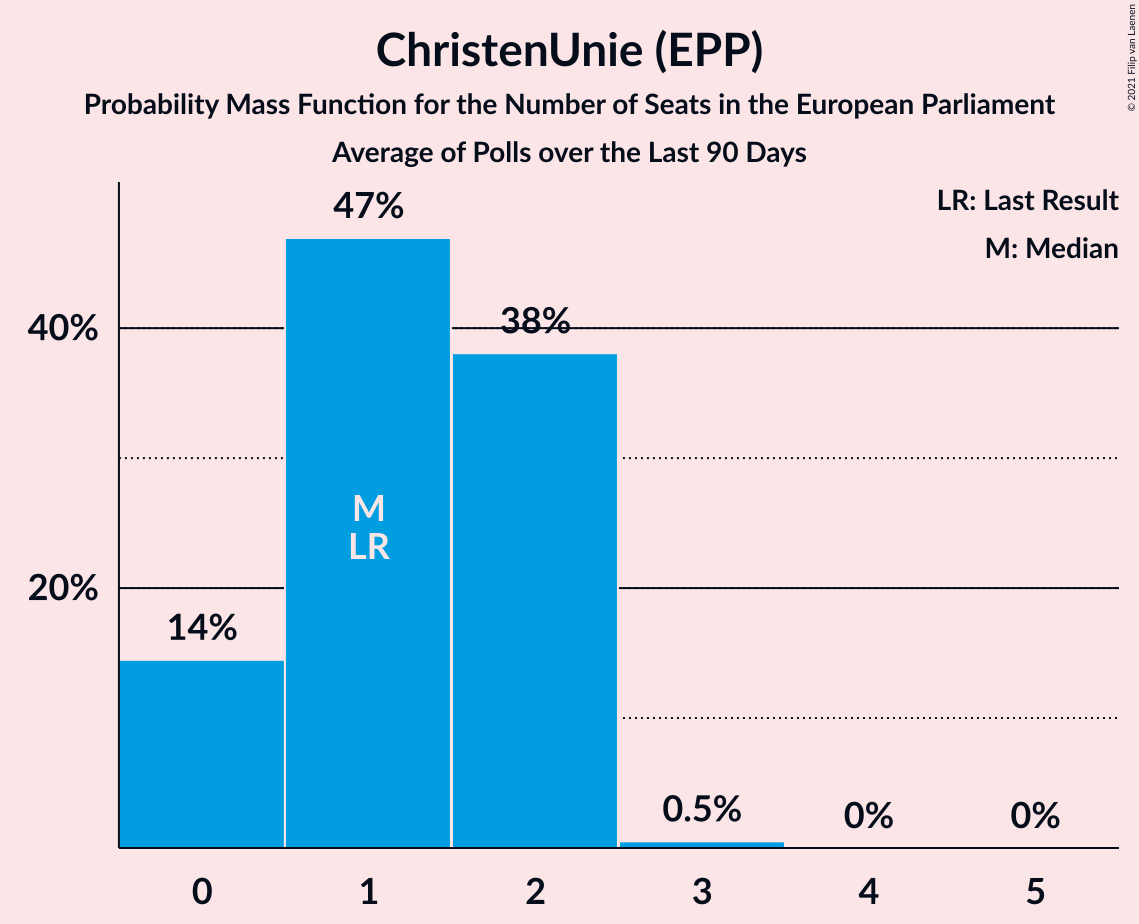 ChristenUnie (EPP)
Probability Mass Function for the Number of Seats in the European Parliament
Average of Polls over the Last 90 Days
© 2021 Filip van Laenen
LR: Last Result
M: Median
47%
38%
40%
M
LR
20%
14%
0.5%
0%
0%
0
1
2
3
4
5